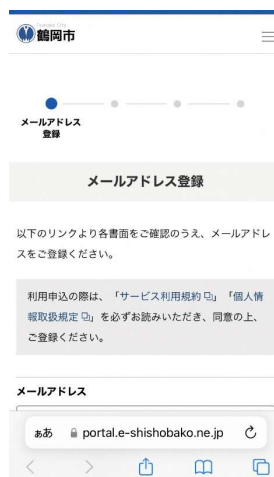 Tsuruoka City
鶴岡市
メールアドレス
登録
メールアドレス登録
以下のリンクより各書面をご確認のうえ、メールアドレ
スをご登録ください。
利用申込の際は、「サービス利用規約」「個人情
報取扱規定」を必ずお読みいただき、同意の上、
ご登録ください。
メールアドレス
ぁあ portal.e-shishobako.ne.jp